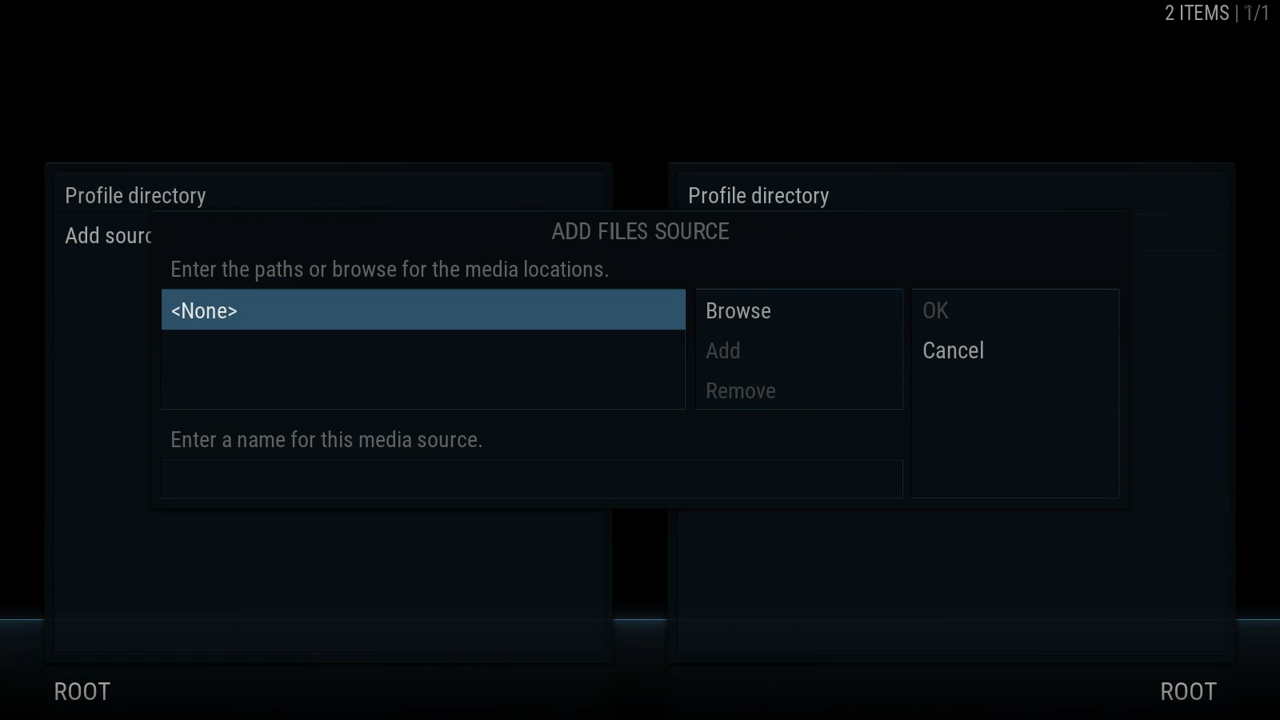 2 ITEMS | 1/1
Profile directory
Profile directory
Add sourc
ADD FILES SOURCE
Enter the paths or browse for the media locations.
<None>
Browse
OK
Add
Cancel
Remove
Enter a name for this media source.
ROOT
ROOT